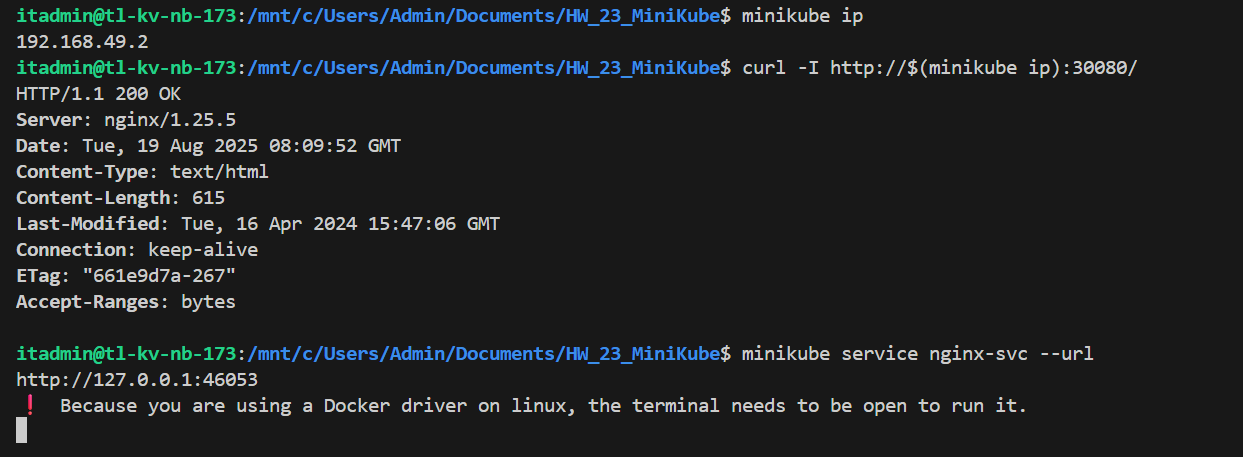 itadmin@tl-kv-nb-173:/mnt/c/Users/Admin/Documents/HW_23_MiniKube$ minikube ip
192.168.49.2
itadmin@tl-kv-nb-173:/mnt/c/Users/Admin/Documents/HW_23_MiniKube$ curl -I http://$(minikube ip):30080/
HTTP/1.1 200 OK
Server: nginx/1.25.5
Date: Tue, 19 Aug 2025 08:09:52 GMT
Content-Type: text/html
Content-Length: 615
Last-Modified: Tue, 16 Apr 2024 15:47:06 GMT
Connection: keep-alive
ETag: "661e9d7a-267"
Accept-Ranges: bytes
itadmin@tl-kv-nb-173:/mnt/c/Users/Admin/Documents/HW_23_MiniKube$ minikube service nginx-svc --url
http://127.0.0.1:46053
❗  Because you are using a Docker driver on linux, the terminal needs to be open to run it.